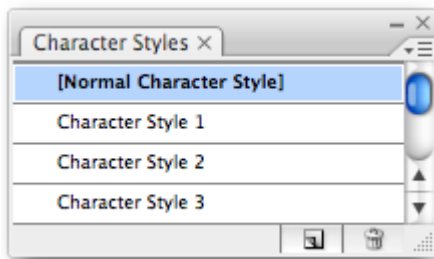 Character Styles
[Normal Character Style]
Character Style 1
Character Style 2
Character Style 3